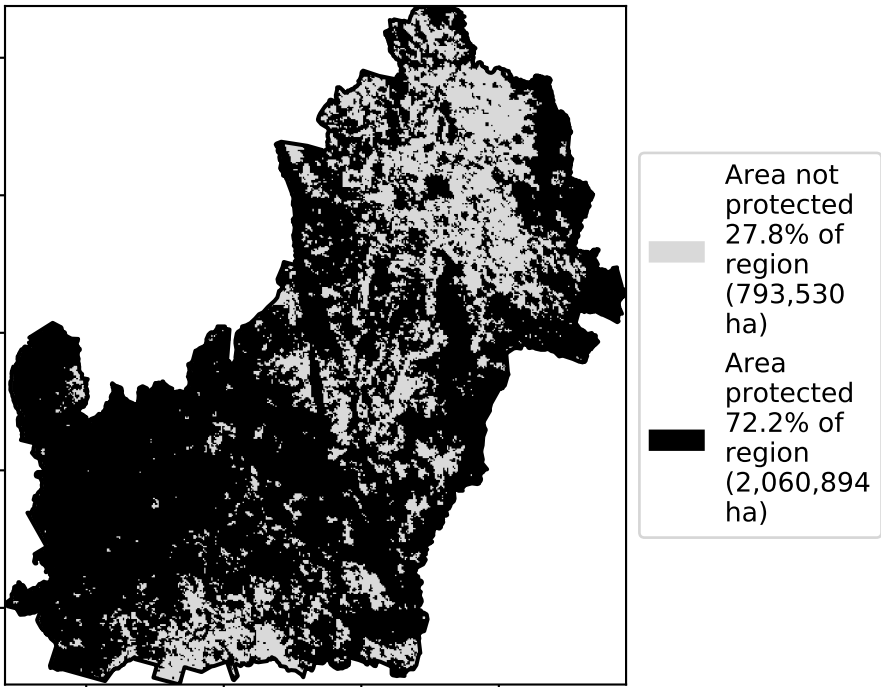 Area not
protected
27.8% of
region
(793,530
ha)
Area
protected
72.2% of
region
(2,060,894
ha)